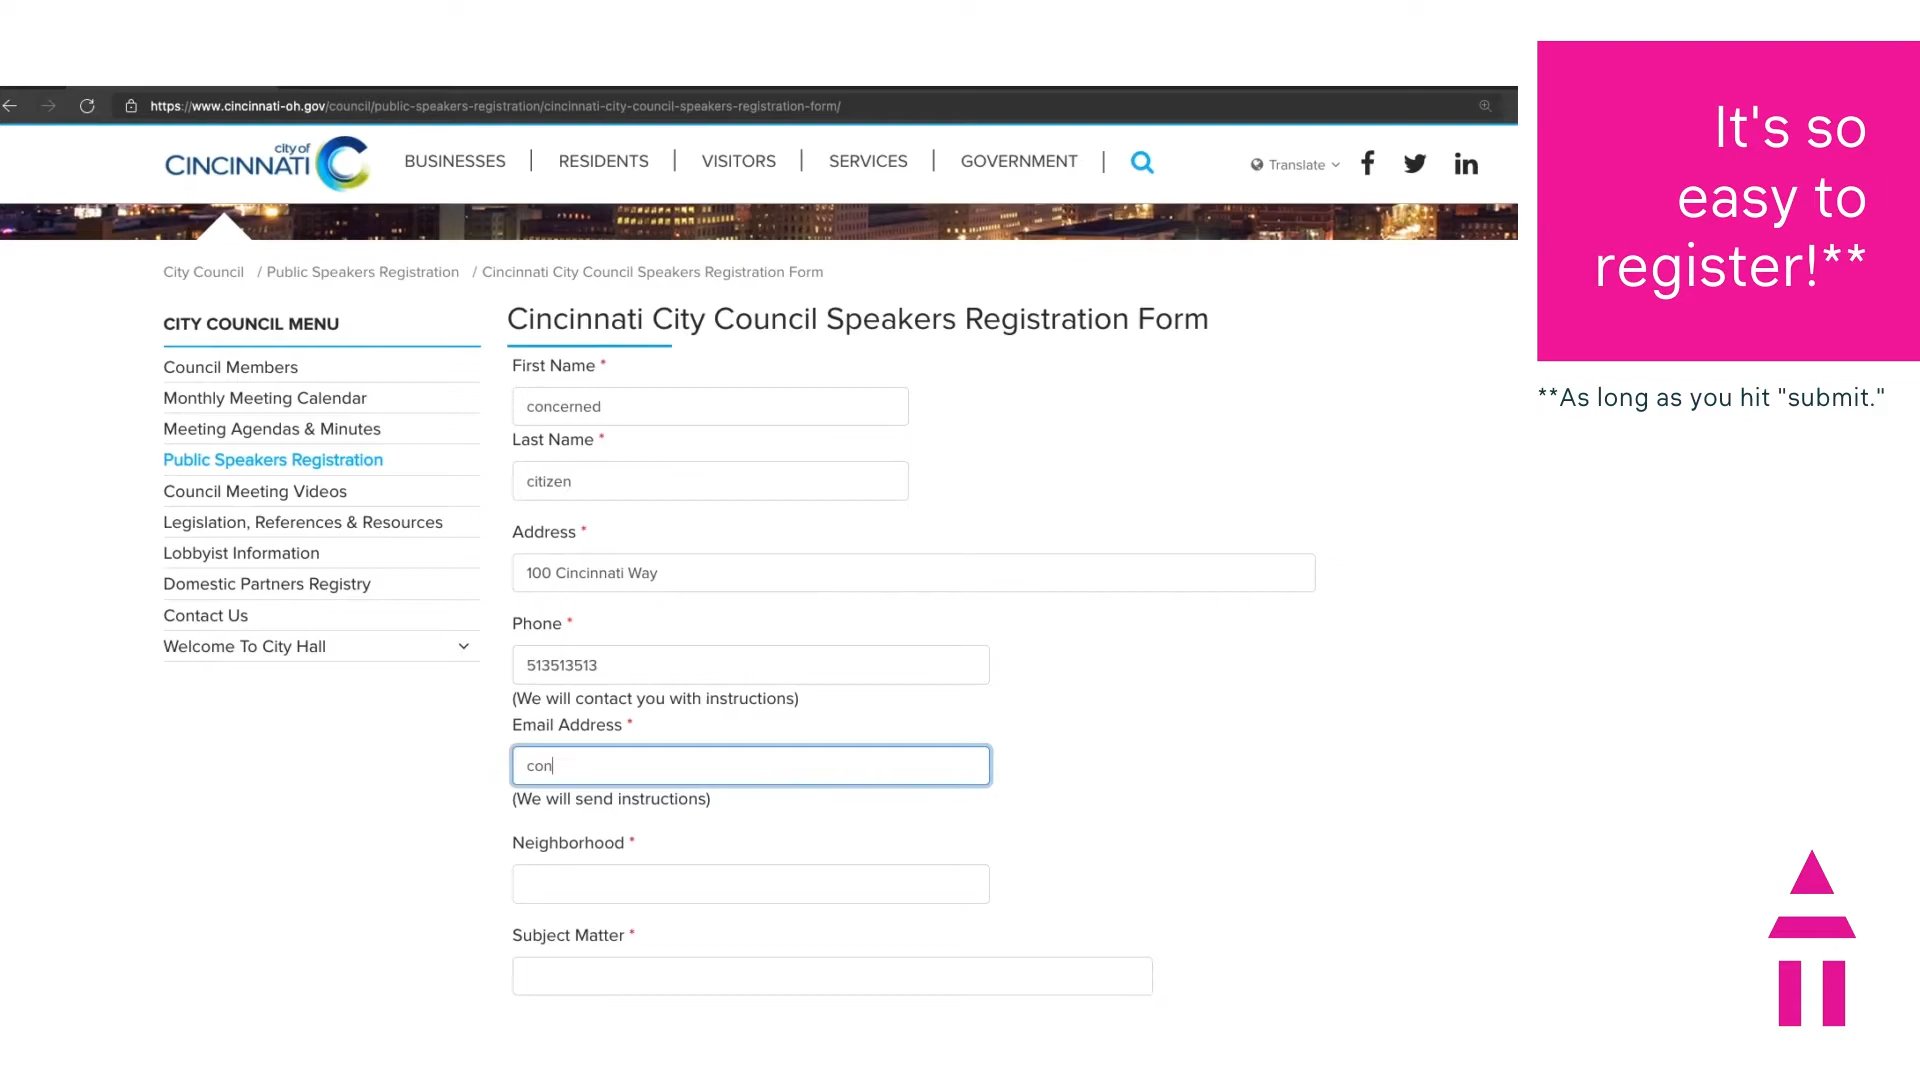 https://www.cincinnati-oh.gov/council/public-speakers-registration/cincinnati-city-council-speakers-registration-form/
city of
CINCINNATI
BUSINESSES | RESIDENTS | VISITORS | SERVICES | GOVERNMENT |
Translate
It's so
easy to
register!**
**As long as you hit "submit."
City Council / Public Speakers Registration / Cincinnati City Council Speakers Registration Form
CITY COUNCIL MENU
Council Members
Monthly Meeting Calendar
Meeting Agendas & Minutes
Public Speakers Registration
Council Meeting Videos
Legislation, References & Resources
Lobbyist Information
Domestic Partners Registry
Contact Us
Welcome To City Hall
Cincinnati City Council Speakers Registration Form
First Name *
concerned
Last Name *
citizen
Address *
100 Cincinnati Way
Phone *
513513513
(We will contact you with instructions)
Email Address *
con
(We will send instructions)
Neighborhood *
Subject Matter *